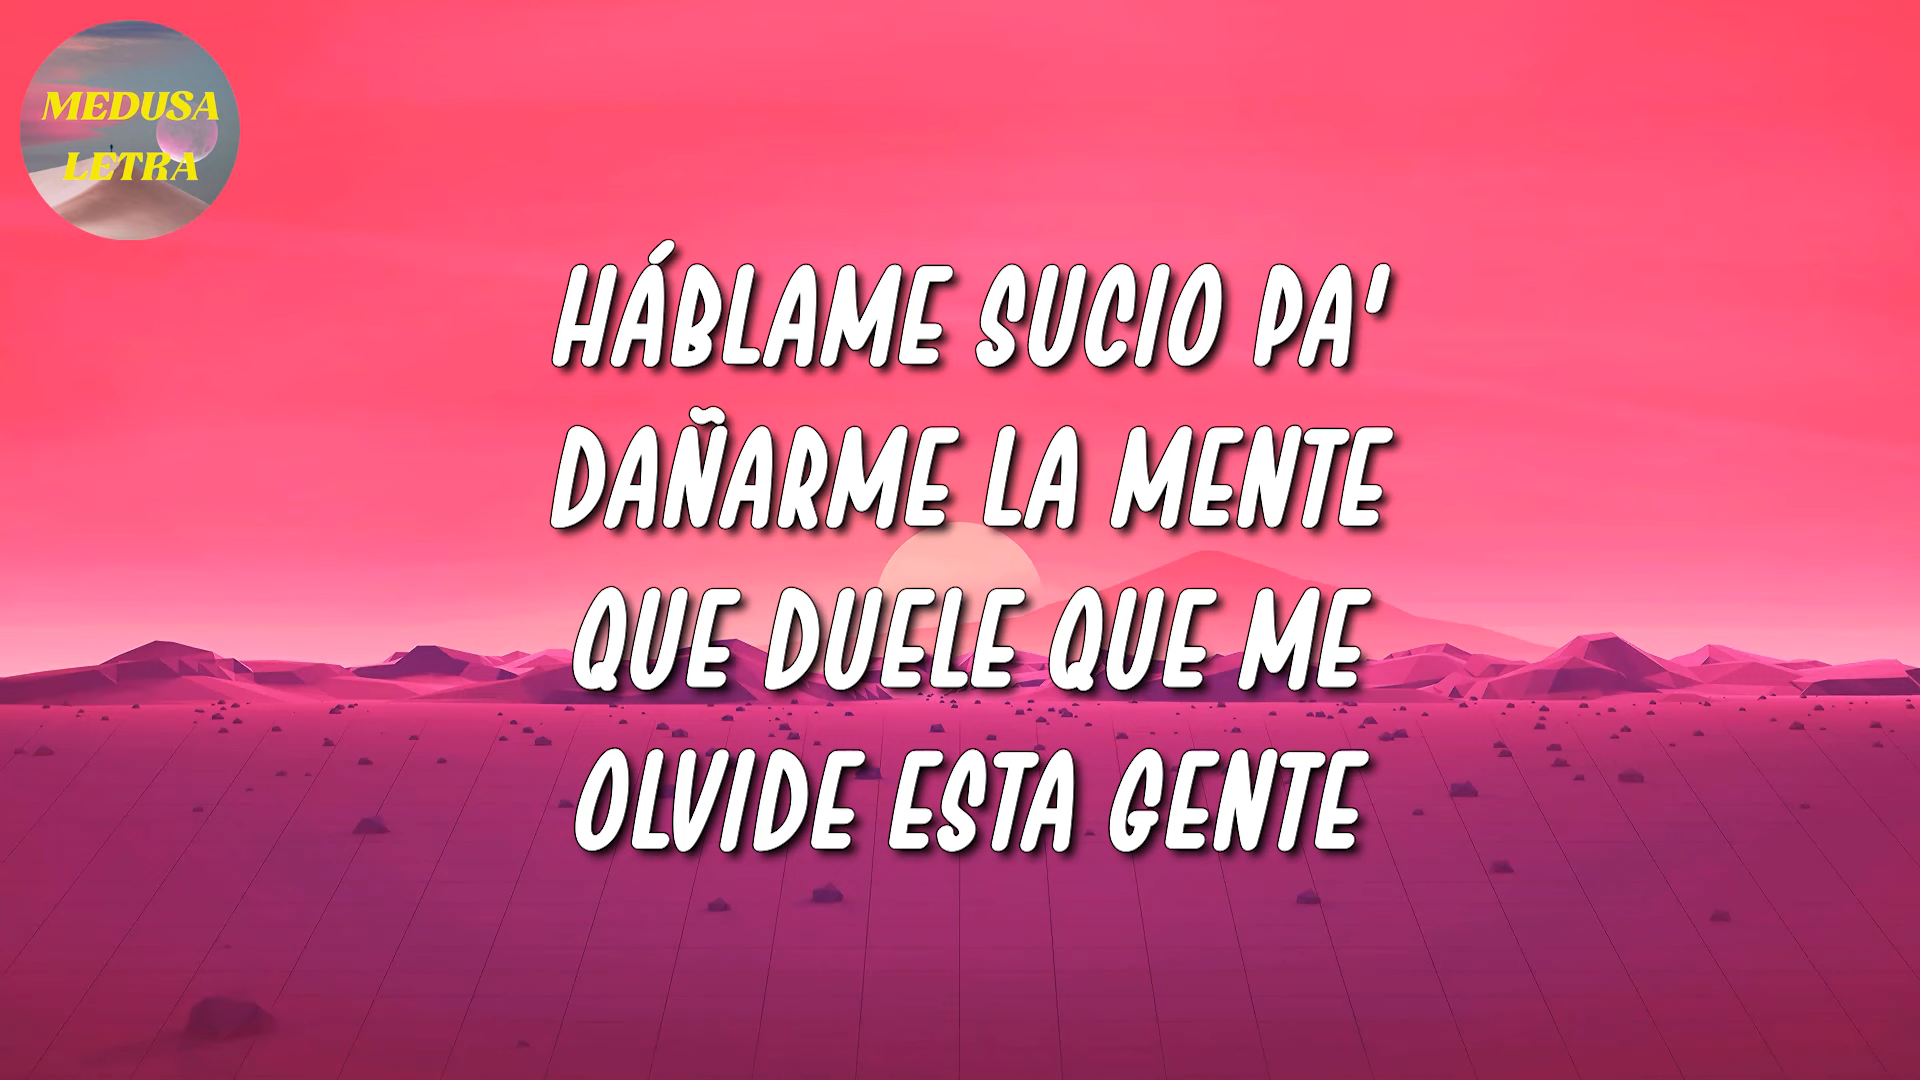 MEDUSA
LETRA
HÁBLAME SUCIO PA'
DAÑARME LA MENTE
QUE DUELE QUE ME
OLVIDE ESTA GENTE